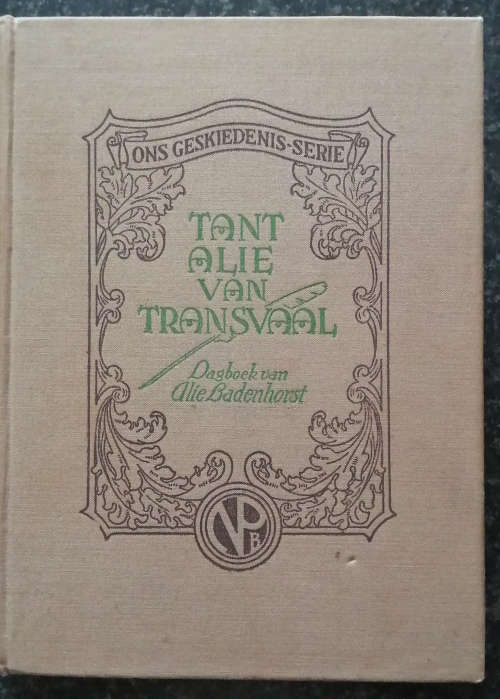 ONS GESKIEDENIS-SERIE
TANT
ALIE
VAN
TRANSVAAL
Dagboek van
Alie Badenhorst
NPB